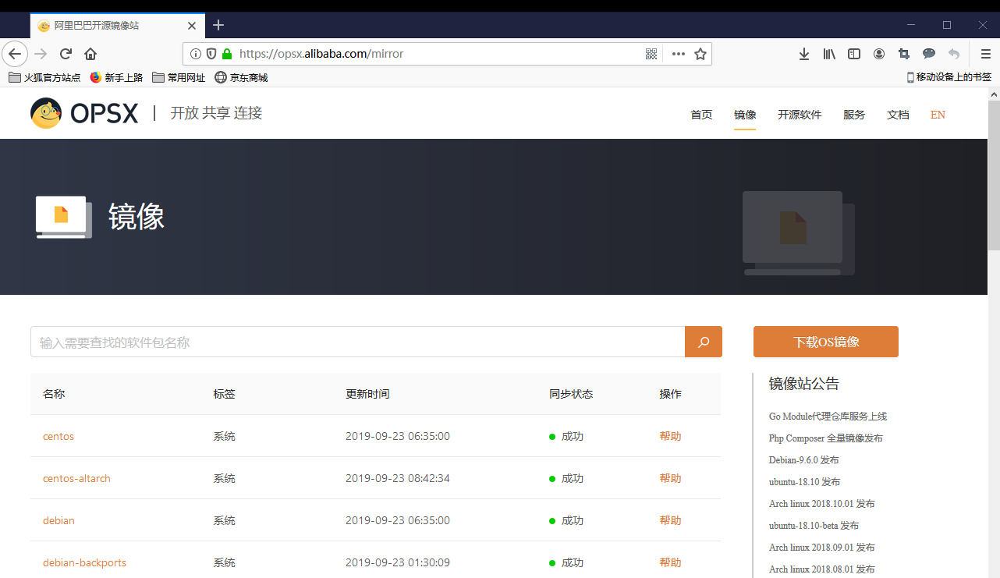 阿里巴巴开源镜像站
https://opsx.alibaba.com/mirror
火狐官方站点 新手上路 常用网址 京东商城 移动设备上的书签
OPSX | 开放 共享 连接 首页 镜像 开源软件 服务 文档 EN
镜像
输入需要查找的软件包名称 下载OS镜像
名称 标签 更新时间 同步状态 操作
centos 系统 2019-09-23 06:35:00 成功 帮助
centos-altarch 系统 2019-09-23 08:42:34 成功 帮助
debian 系统 2019-09-23 06:35:00 成功 帮助
debian-backports 系统 2019-09-23 01:30:09 成功 帮助
镜像站公告
Go Module代理仓库服务上线
Php Composer 全量镜像发布
Debian-9.6.0 发布
ubuntu-18.10 发布
Arch linux 2018.10.01 发布
ubuntu-18.10-beta 发布
Arch linux 2018.09.01 发布
Arch linux 2018.08.01 发布